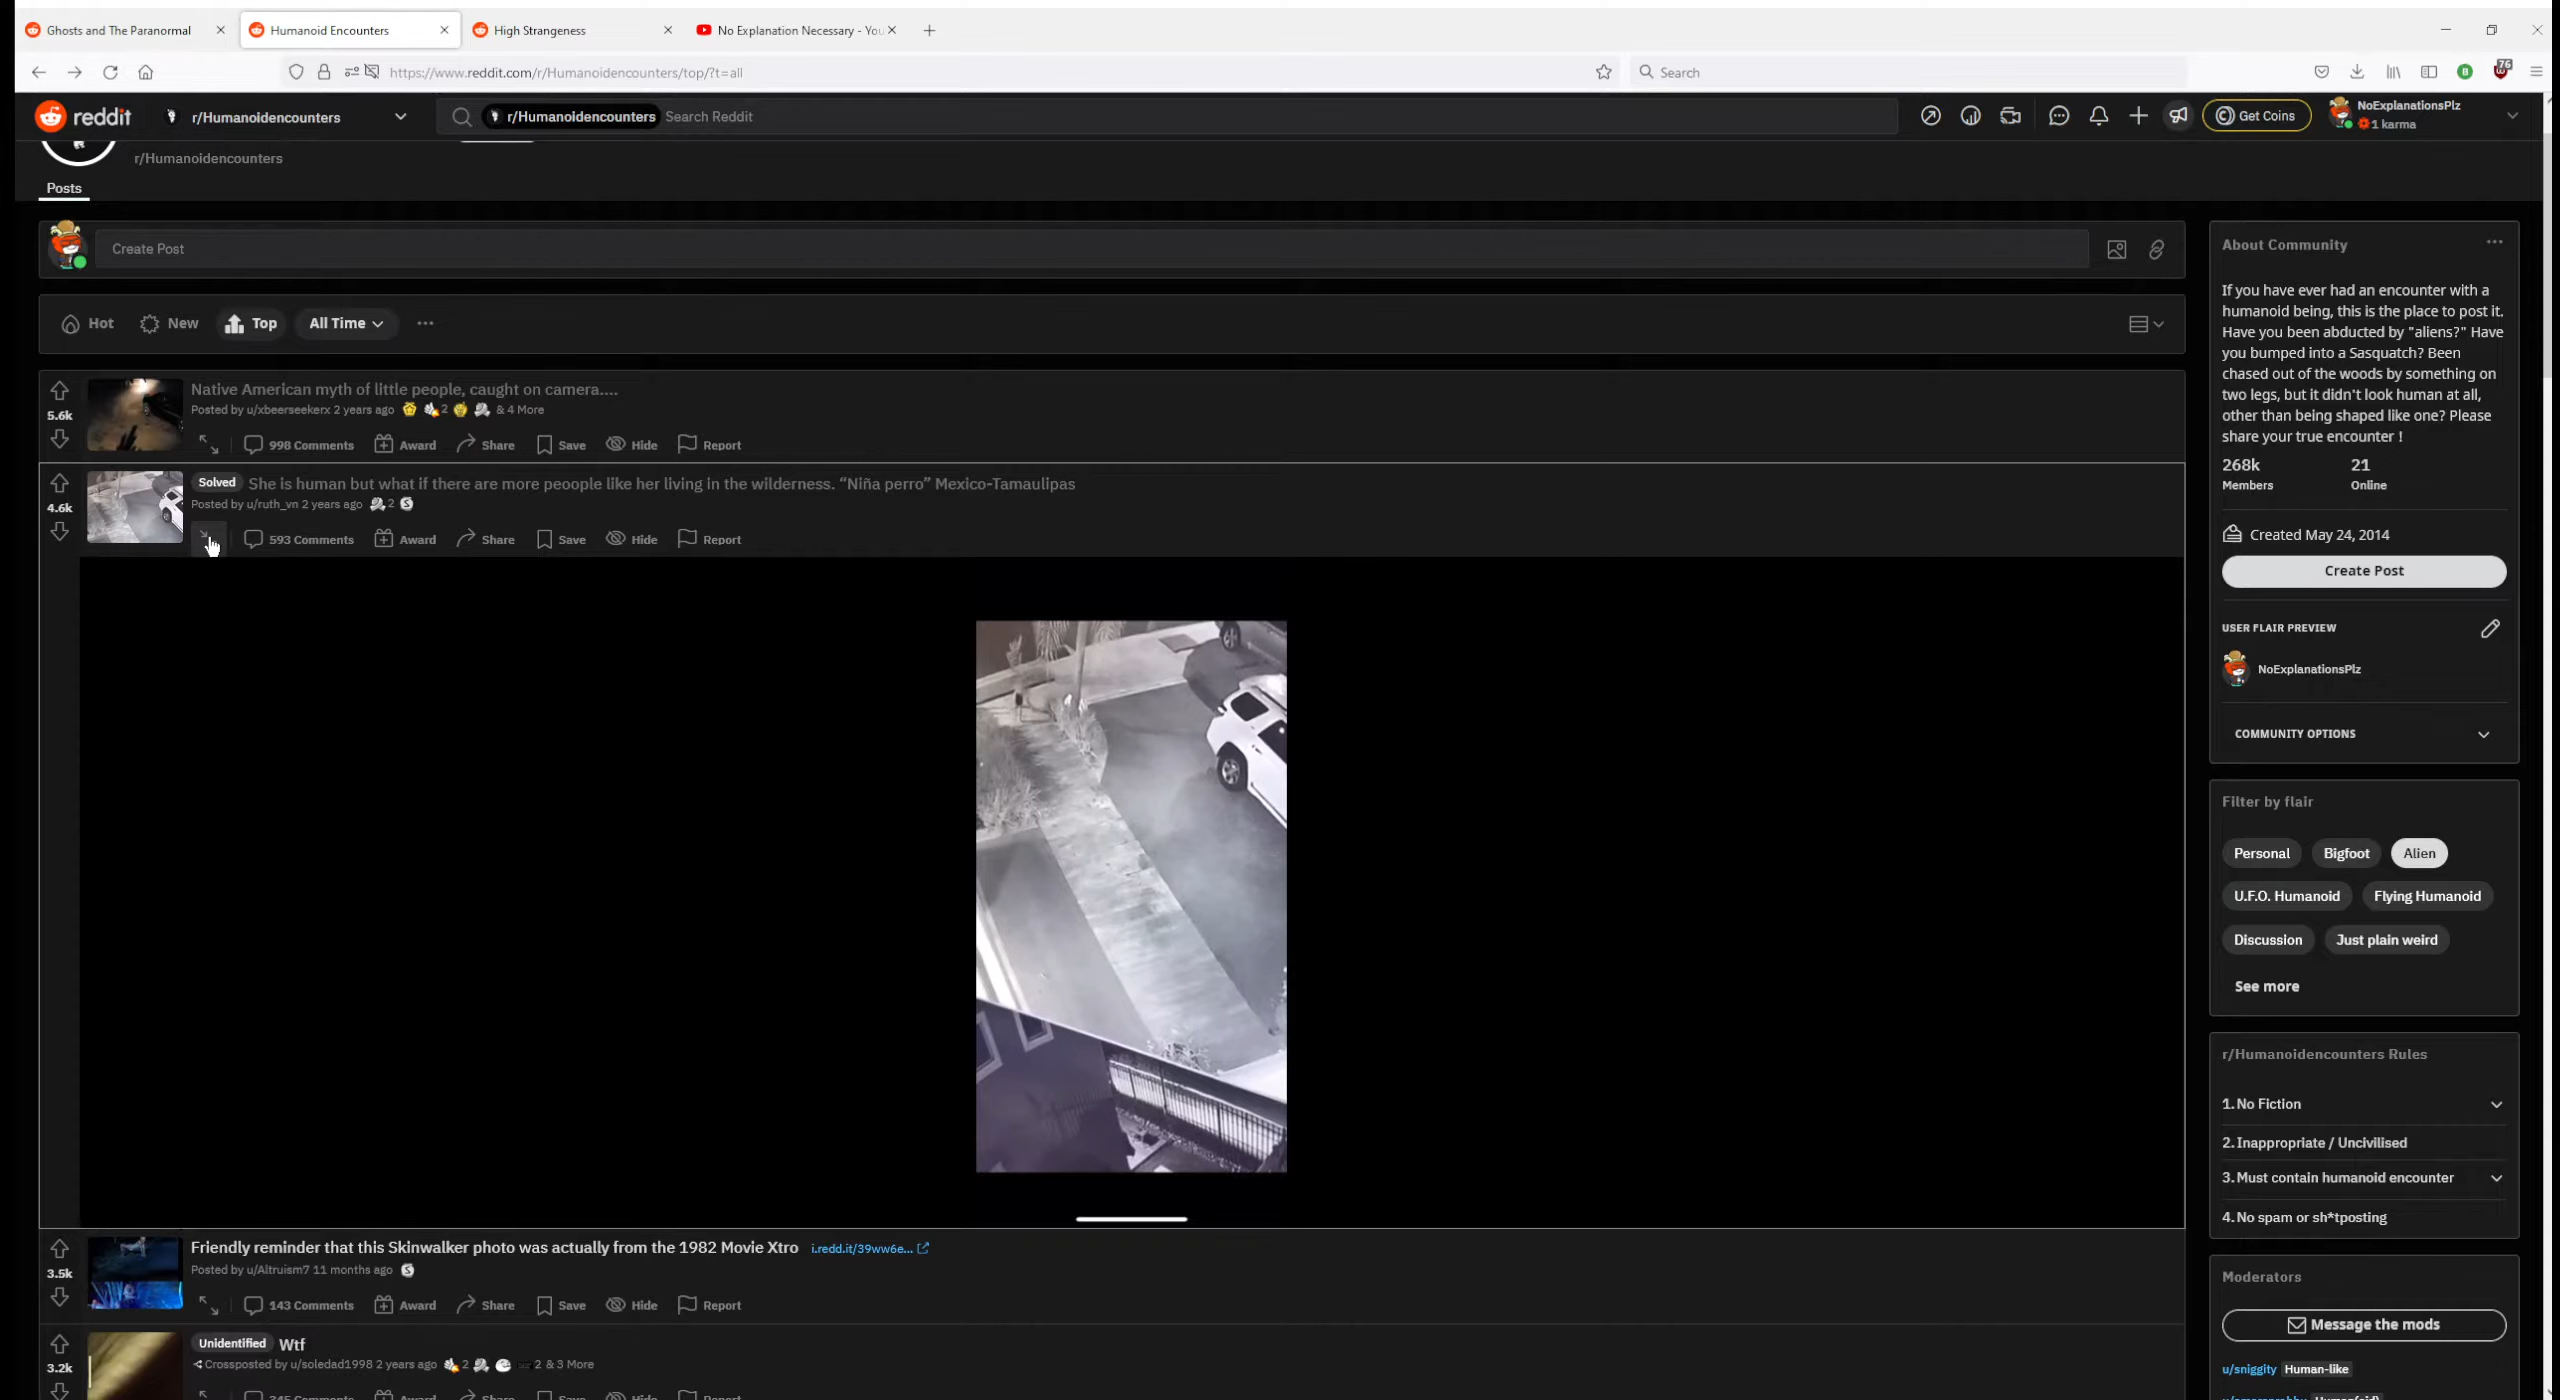 Ghosts and The Paranormal
Humanoid Encounters
High Strangeness
No Explanation Necessary - You
https://www.reddit.com/r/Humanoidencounters/top/?t=all
Search
76
reddit
r/Humanoidencounters
r/Humanoidencounters Search Reddit
Get Coins
NoExplanationsPlz
1 karma
r/Humanoidencounters
Posts
Create Post
Hot
New
Top
All Time
5.6k
Native American myth of little people, caught on camera....
Posted by u/xbeerseekerx 2 years ago 2 & 4 More
998 Comments Award Share Save Hide Report
4.6k
Solved She is human but what if there are more peoople like her living in the wilderness. “Niña perro” Mexico-Tamaulipas
Posted by u/ruth_vn 2 years ago 2 S
593 Comments Award Share Save Hide Report
3.5k
Friendly reminder that this Skinwalker photo was actually from the 1982 Movie Xtro i.redd.it/39ww6e...
Posted by u/Altruism7 11 months ago S
143 Comments Award Share Save Hide Report
3.2k
Unidentified Wtf
Crossposted by u/soledad1998 2 years ago 2 2 & 3 More
345 Comments Award Share Save Hide Report
About Community
If you have ever had an encounter with a
humanoid being, this is the place to post it.
Have you been abducted by "aliens?" Have
you bumped into a Sasquatch? Been
chased out of the woods by something on
two legs, but it didn't look human at all,
other than being shaped like one? Please
share your true encounter !
268k 21
Members Online
Created May 24, 2014
Create Post
USER FLAIR PREVIEW
NoExplanationsPlz
COMMUNITY OPTIONS
Filter by flair
Personal Bigfoot Alien
U.F.O. Humanoid Flying Humanoid
Discussion Just plain weird
See more
r/Humanoidencounters Rules
1. No Fiction
2. Inappropriate / Uncivilised
3. Must contain humanoid encounter
4. No spam or sh*tposting
Moderators
Message the mods
u/sniggity Human-like